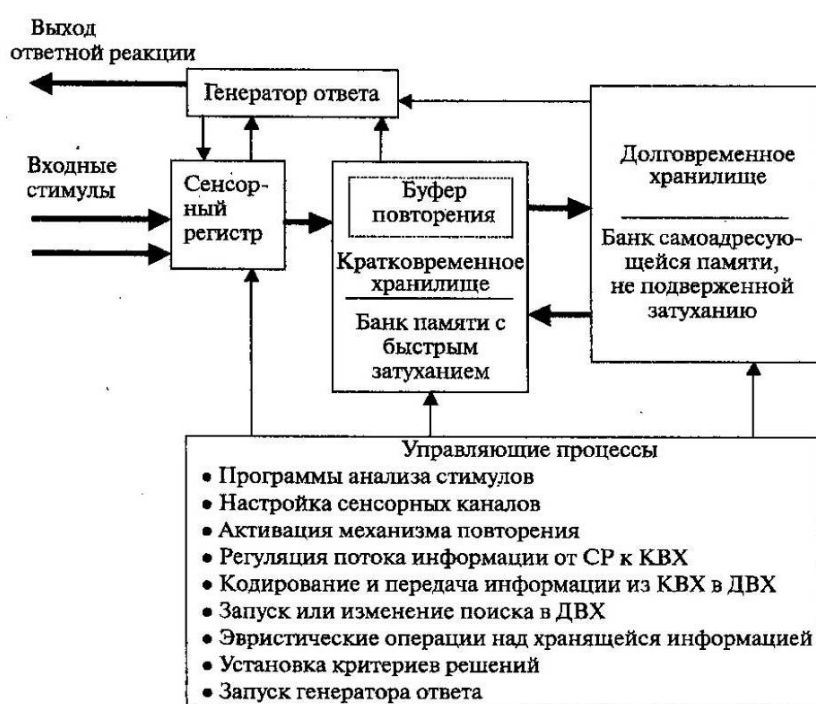 Выход
ответной реакции
Генератор ответа
Входные
стимулы
Сенсор-
ный
регистр
Буфер
повторения
Кратковременное
хранилище
Банк памяти с
быстрым
затуханием
Долговременное
хранилище
Банк самоадресую-
щейся памяти,
не подверженной
затуханию
Управляющие процессы
● Программы анализа стимулов
● Настройка сенсорных каналов
● Активация механизма повторения
● Регуляция потока информации от СР к КВХ
● Кодирование и передача информации из КВХ в ДВХ
● Запуск или изменение поиска в ДВХ
● Эвристические операции над хранящейся информацией
● Установка критериев решений
● Запуск генератора ответа